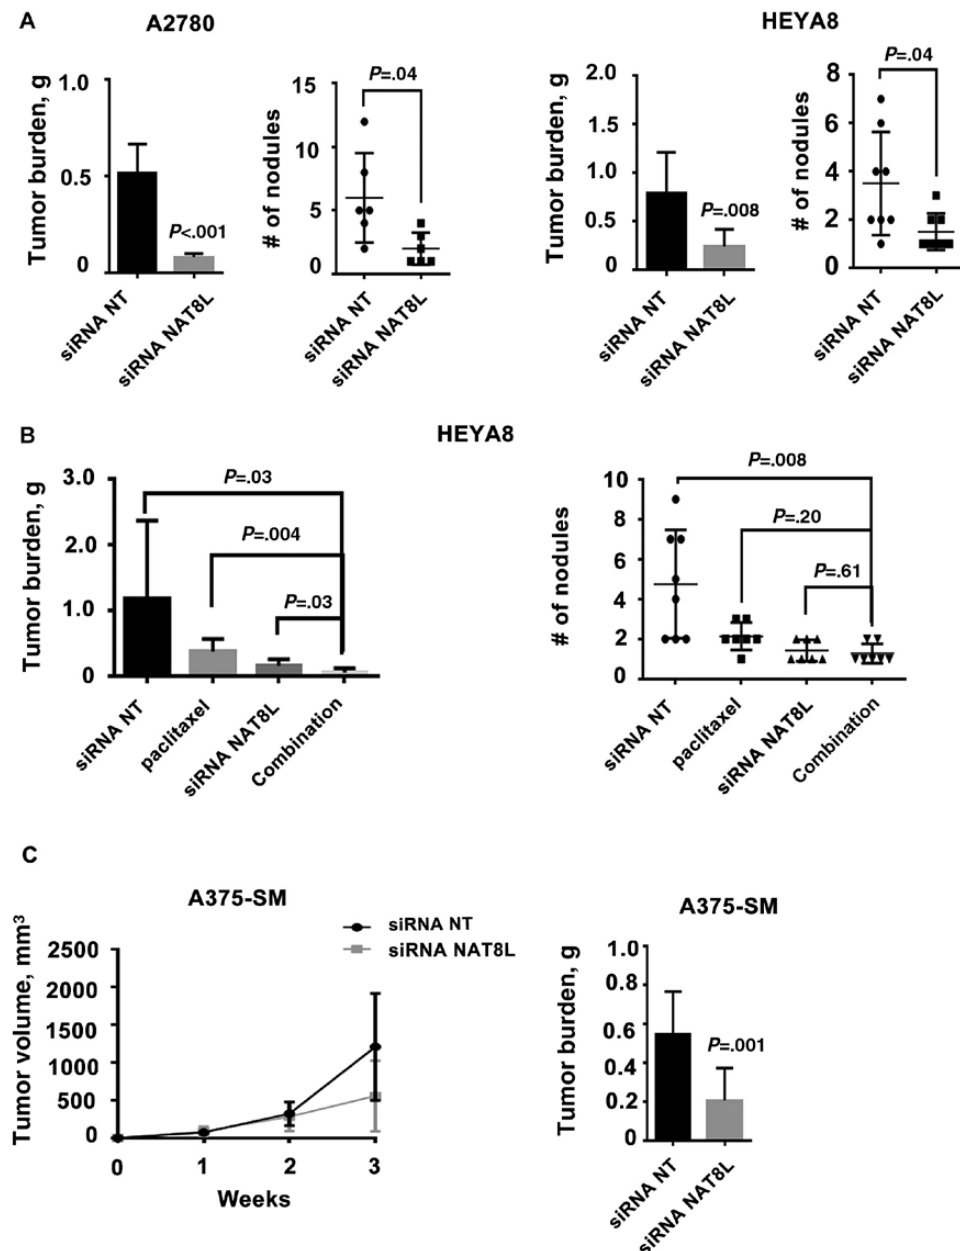 A
A2780
HEYA8
Tumor burden, g
1.0
0.5
0
P<.001
siRNA NT
siRNA NAT8L
# of nodules
15
10
5
0
P=.04
siRNA NT
siRNA NAT8L
Tumor burden, g
2.0
1.5
1.0
0.5
0
P=.008
siRNA NT
siRNA NAT8L
# of nodules
8
6
4
2
0
P=.04
siRNA NT
siRNA NAT8L
B
HEYA8
Tumor burden, g
3.0
2.0
1.0
0
P=.03
P=.004
P=.03
siRNA NT
paclitaxel
siRNA NAT8L
Combination
# of nodules
10
8
6
4
2
0
P=.008
P=.20
P=.61
siRNA NT
paclitaxel
siRNA NAT8L
Combination
C
A375-SM
siRNA NT
siRNA NAT8L
Tumor volume, mm³
2500
2000
1500
1000
500
0
0 1 2 3
Weeks
A375-SM
Tumor burden, g
1.0
0.8
0.6
0.4
0.2
0
P=.001
siRNA NT
siRNA NAT8L